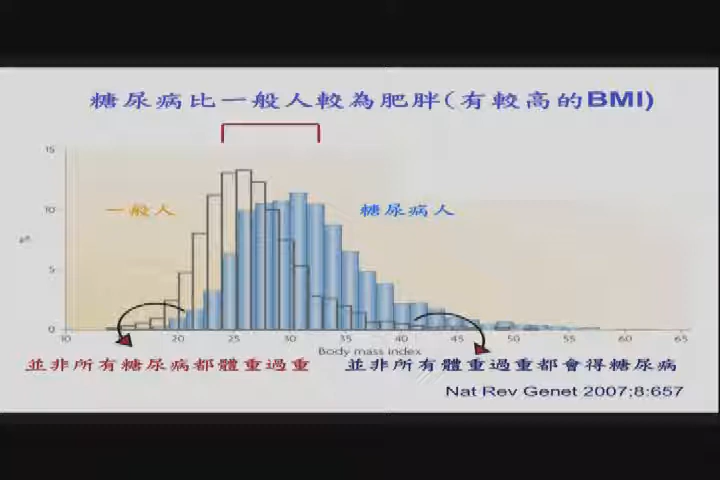 糖尿病比一般人較為肥胖(有較高的BMI)
15
10
5
0
%
一般人
糖尿病人
10 20 25 30 35 40 45 50 55 60 65
Body mass index
並非所有糖尿病都體重過重
並非所有體重過重都會得糖尿病
Nat Rev Genet 2007;8:657